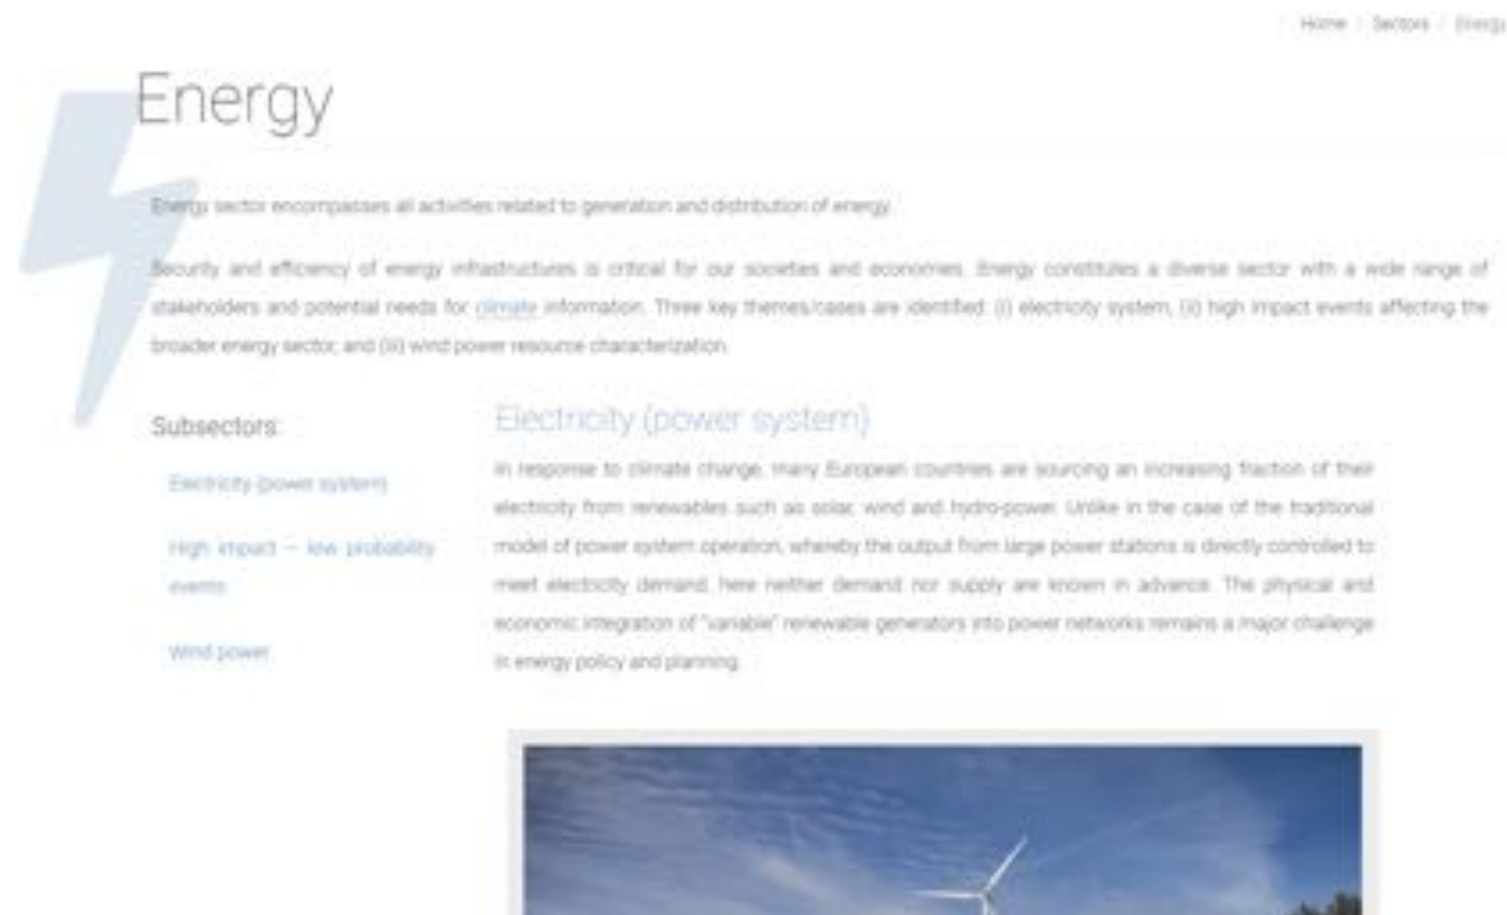 Home / Sectors / Energy
Energy
Energy sector encompasses all activities related to generation and distribution of energy.
Security and efficiency of energy infrastructures is critical for our societies and economies. Energy constitutes a diverse sector with a wide range of
stakeholders and potential needs for climate information. Three key themes/cases are identified: (i) electricity system, (ii) high impact events affecting the
broader energy sector, and (iii) wind power resource characterization.
Subsectors:
Electricity (power system)
High impact – low probability
events
Wind power
Electricity (power system)
In response to climate change, many European countries are sourcing an increasing fraction of their
electricity from renewables such as solar, wind and hydro-power. Unlike in the case of the traditional
model of power system operation, whereby the output from large power stations is directly controlled to
meet electricity demand, here neither demand nor supply are known in advance. The physical and
economic integration of "variable" renewable generators into power networks remains a major challenge
in energy policy and planning.